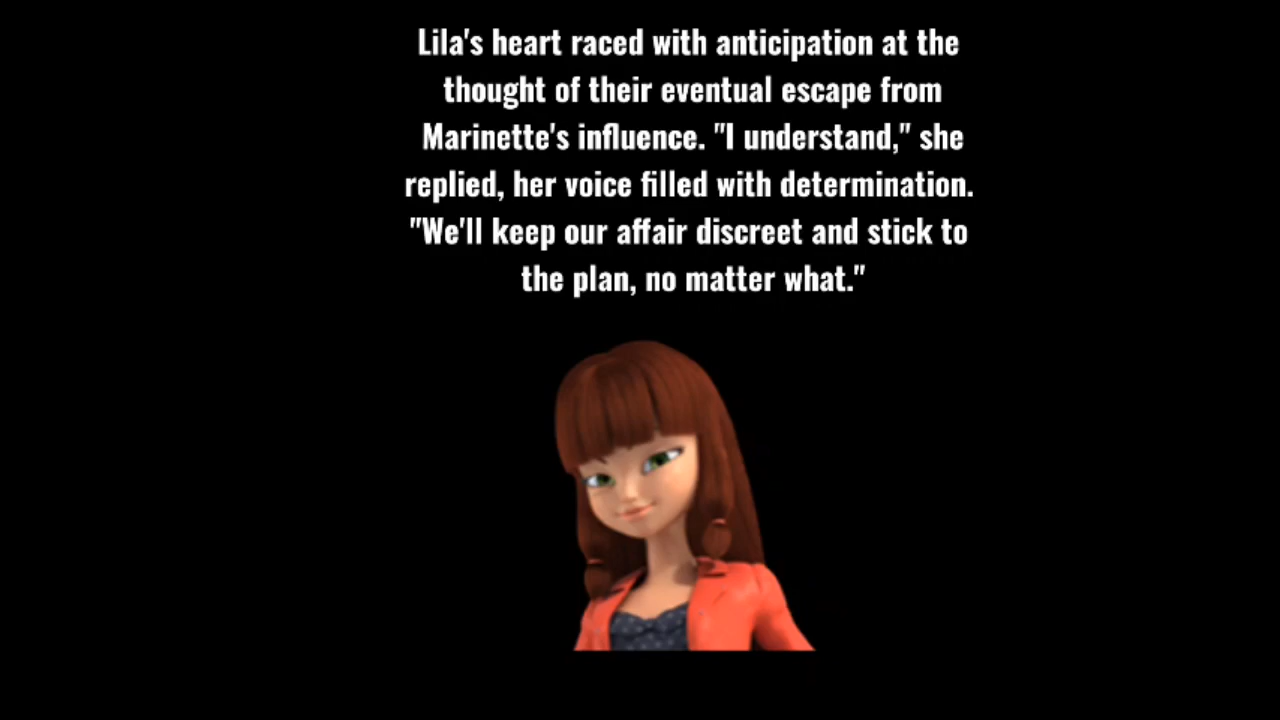 Lila's heart raced with anticipation at the
thought of their eventual escape from
Marinette's influence. "I understand," she
replied, her voice filled with determination.
"We'll keep our affair discreet and stick to
the plan, no matter what."